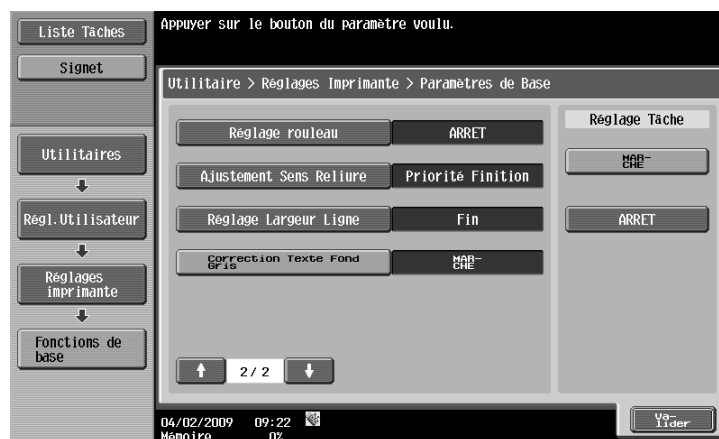 Liste Tâches
Appuyer sur le bouton du paramètre voulu.
Signet
Utilitaire > Réglages Imprimante > Paramètres de Base
Réglage rouleau
ARRET
Réglage Tâche
Utilitaires
MAR-
CHE
Ajustement Sens Reliure
Priorité Finition
Régl.Utilisateur
Réglage Largeur Ligne
Fin
ARRET
Correction Texte Fond
Gris
MAR-
CHE
Réglages
imprimante
Fonctions de
base
2/ 2
04/02/2009 09:22
Mémoire 0%
Va-
lider